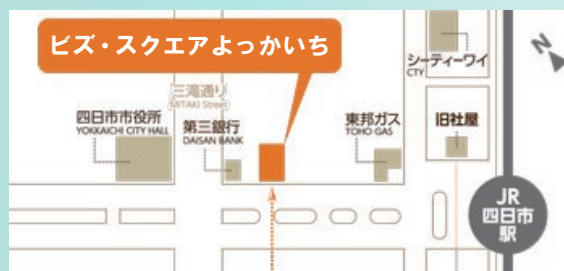 ビズ・スクエアよっかいち
N
シーティーワイ
CTY
三滝通り
MITAKI Street
四日市市役所
YOKKAICHI CITY HALL
第三銀行
DAISAN BANK
東邦ガス
TOHO GAS
旧社屋
JR
四日市
駅